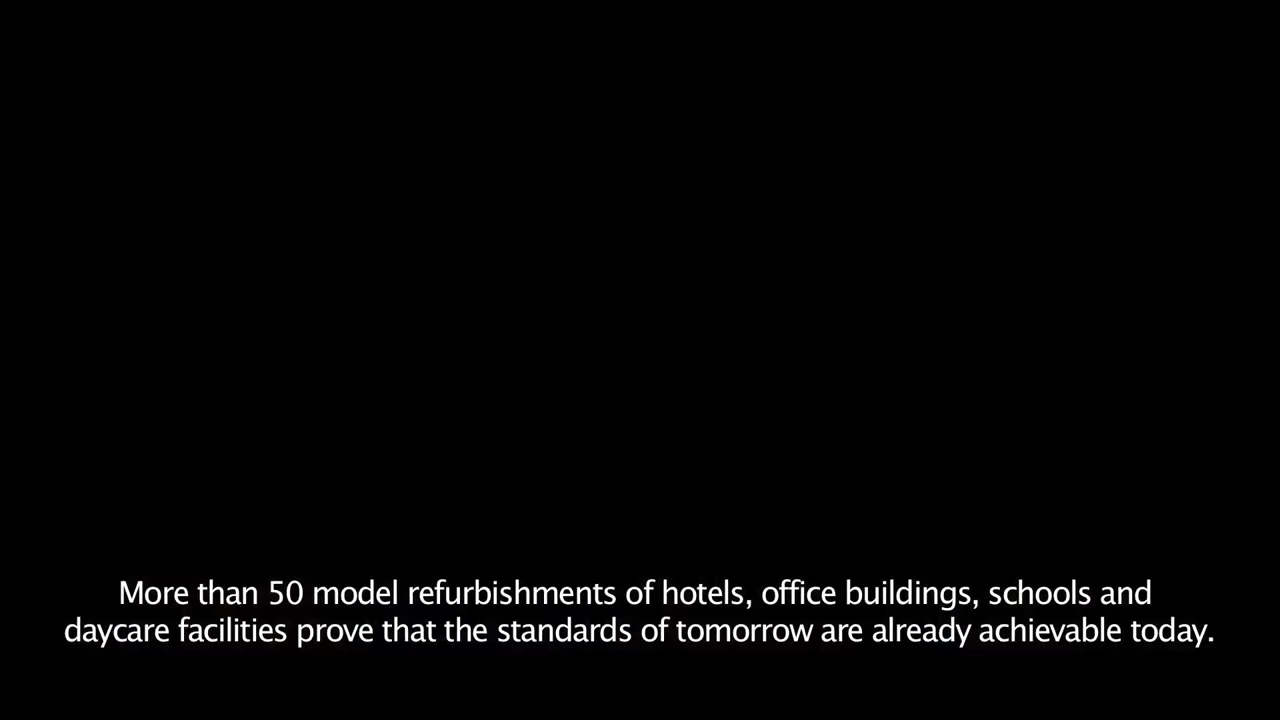 More than 50 model refurbishments of hotels, office buildings, schools and
daycare facilities prove that the standards of tomorrow are already achievable today.